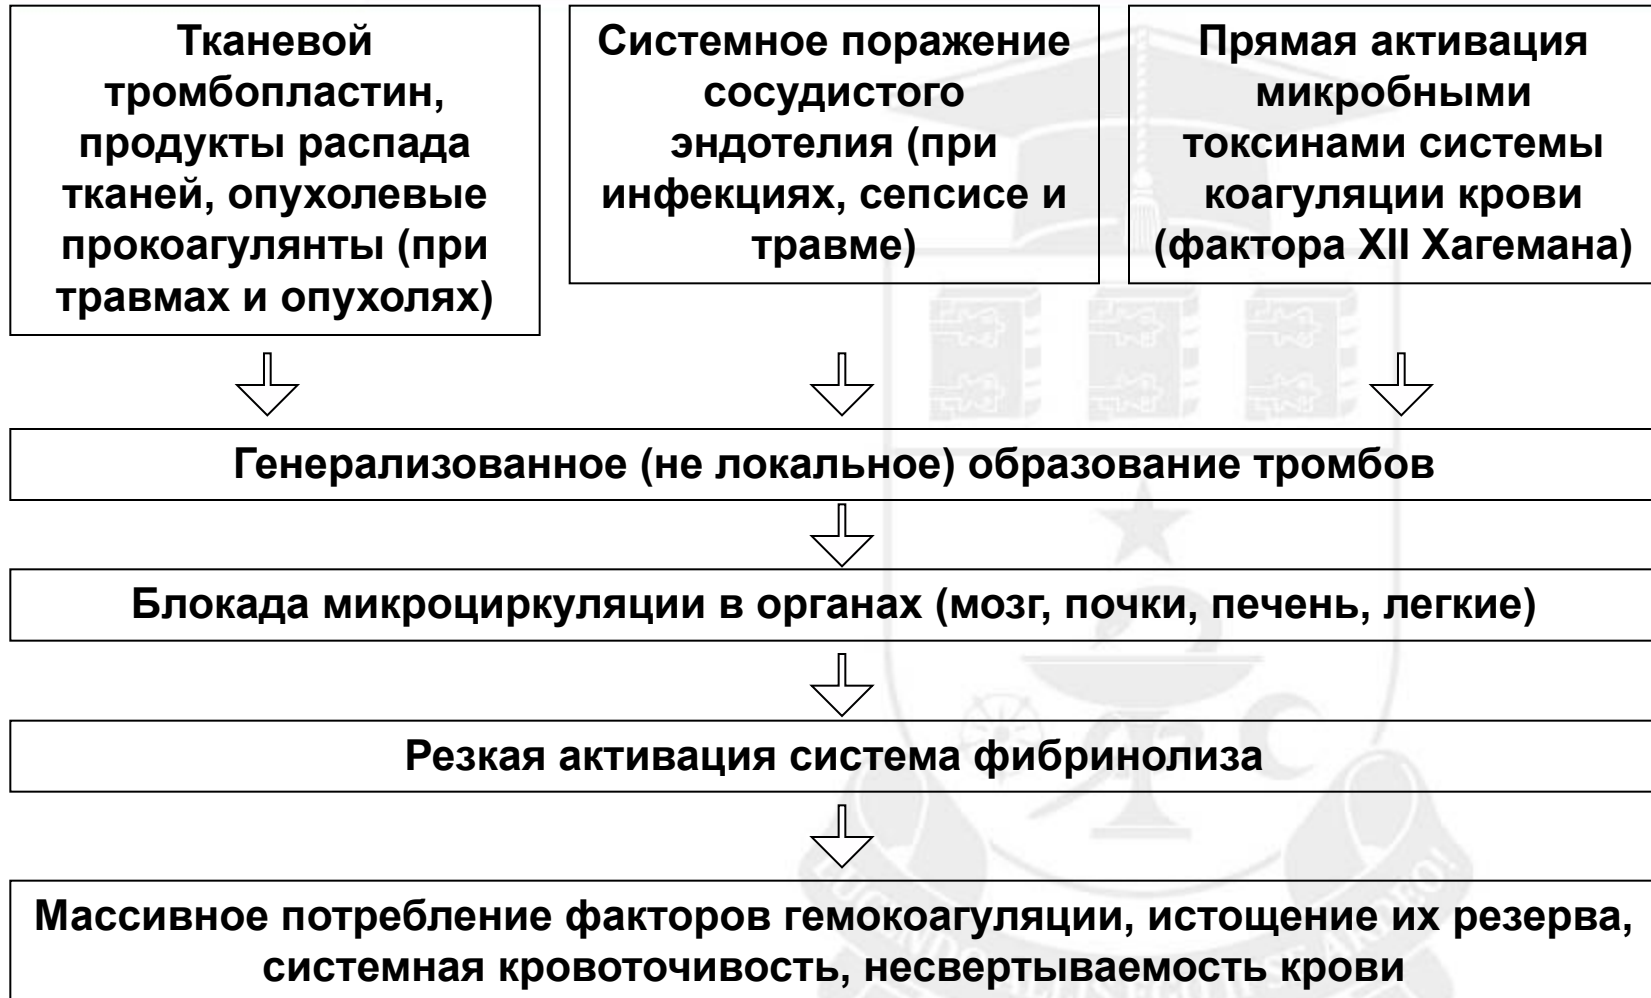 Тканевой
тромбопластин,
продукты распада
тканей, опухолевые
прокоагулянты (при
травмах и опухолях)
Системное поражение
сосудистого
эндотелия (при
инфекциях, сепсисе и
травме)
Прямая активация
микробными
токсинами системы
коагуляции крови
(фактора XII Хагемана)
Генерализованное (не локальное) образование тромбов
Блокада микроциркуляции в органах (мозг, почки, печень, легкие)
Резкая активация система фибринолиза
Массивное потребление факторов гемокоагуляции, истощение их резерва,
системная кровоточивость, несвертываемость крови